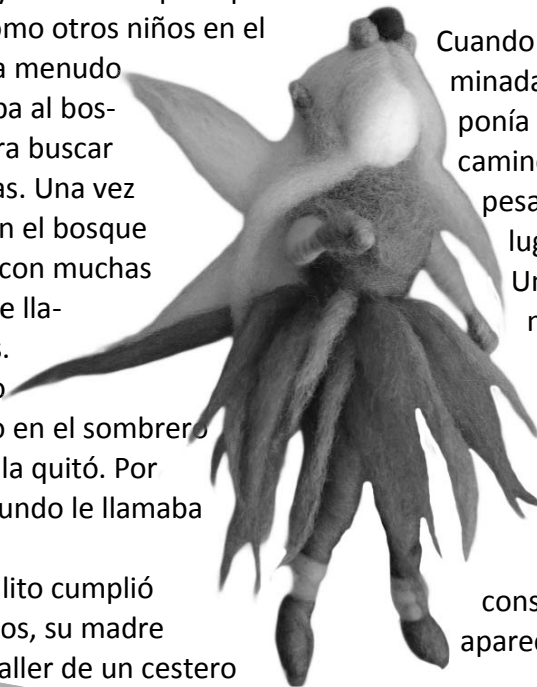 omo otros niños en el
a menudo
ba al bos-
ra buscar
as. Una vez
n el bosque
con muchas
e lla-
s.
o
o en el sombrero
la quitó. Por
undo le llamaba
lito cumplió
os, su madre
aller de un cestero
Cuando
minada
ponía
camino
pesa
lug
Un
n
cons
aparec